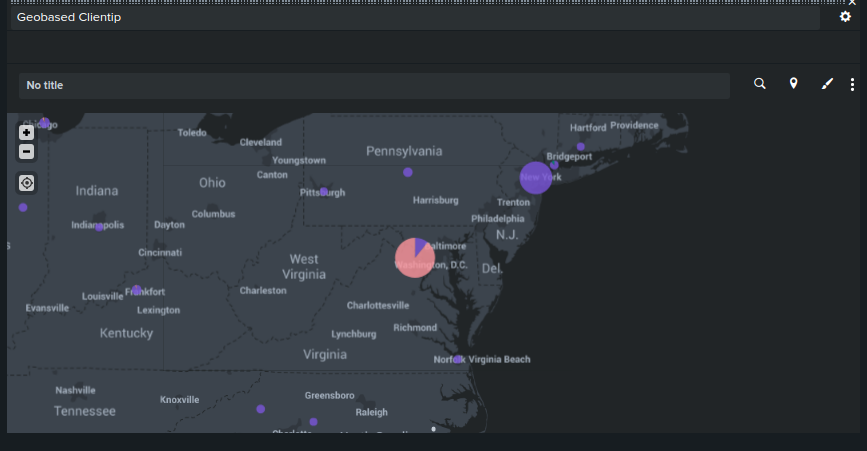 Geobased Clientip
No title
Chicago
Toledo
Cleveland
Hartford Providence
Youngstown
Pennsylvania
Bridgeport
Canton
Indiana
Ohio
Pittsburgh
New York
Harrisburg
Trenton
Columbus
Philadelphia
Indianapolis
Dayton
N.J.
Cincinnati
Baltimore
West
Virginia
Washington, D.C.
Del.
Louisville
Frankfort
Charleston
Evansville
Lexington
Charlottesville
Kentucky
Lynchburg
Richmond
Virginia
Norfolk Virginia Beach
Nashville
Knoxville
Greensboro
Tennessee
Raleigh
Charlotte